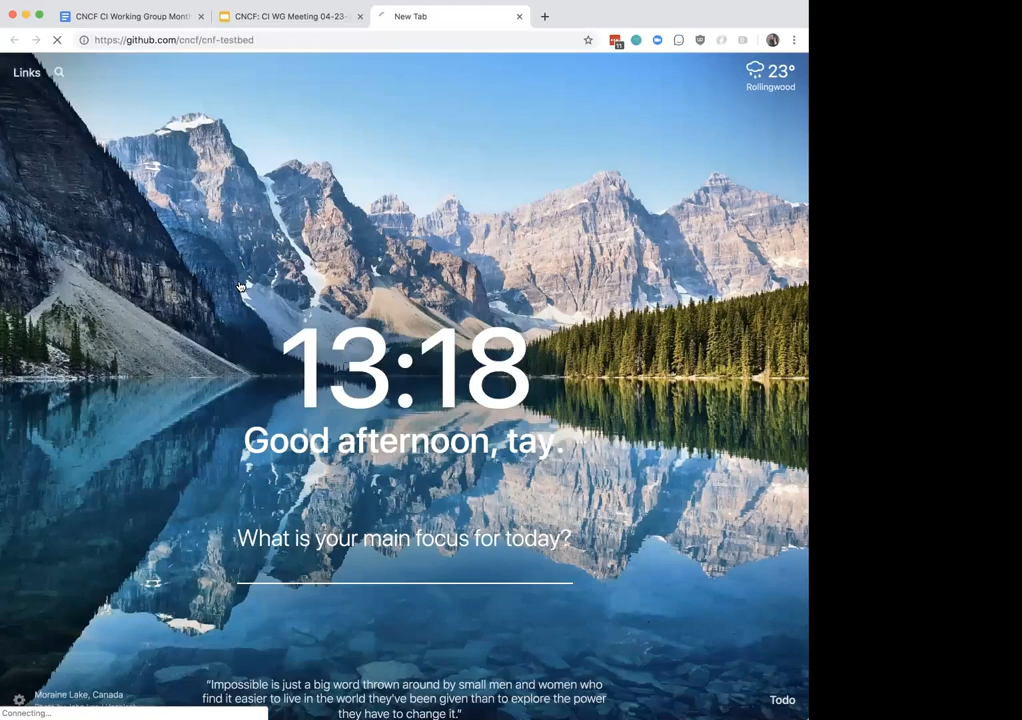 CNCF CI Working Group Month
CNCF: CI WG Meeting 04-23-
New Tab
https://github.com/cncf/cnf-testbed
11
Links
23°
Rollingwood
13:18
Good afternoon, tay.
What is your main focus for today?
"Impossible is just a big word thrown around by small men and women who
find it easier to live in the world they've been given than to explore the power
they have to change it."
Moraine Lake, Canada
Todo
Connecting...